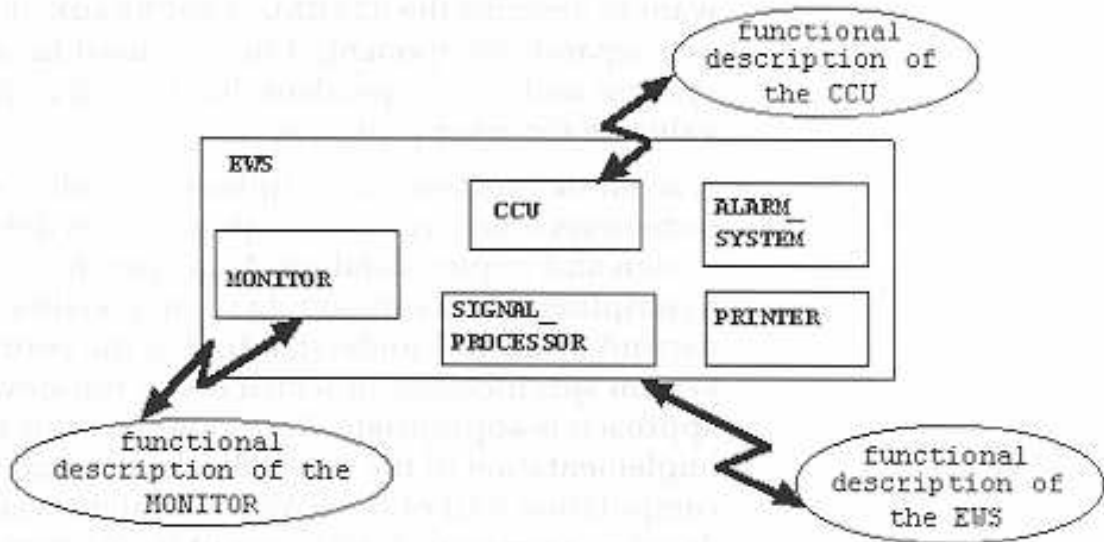 functional
description of
the CCU
EWS
CCU
ALARM_
SYSTEM
MONITOR
SIGNAL_
PROCESSOR
PRINTER
functional
description of the
MONITOR
functional
description of
the EWS